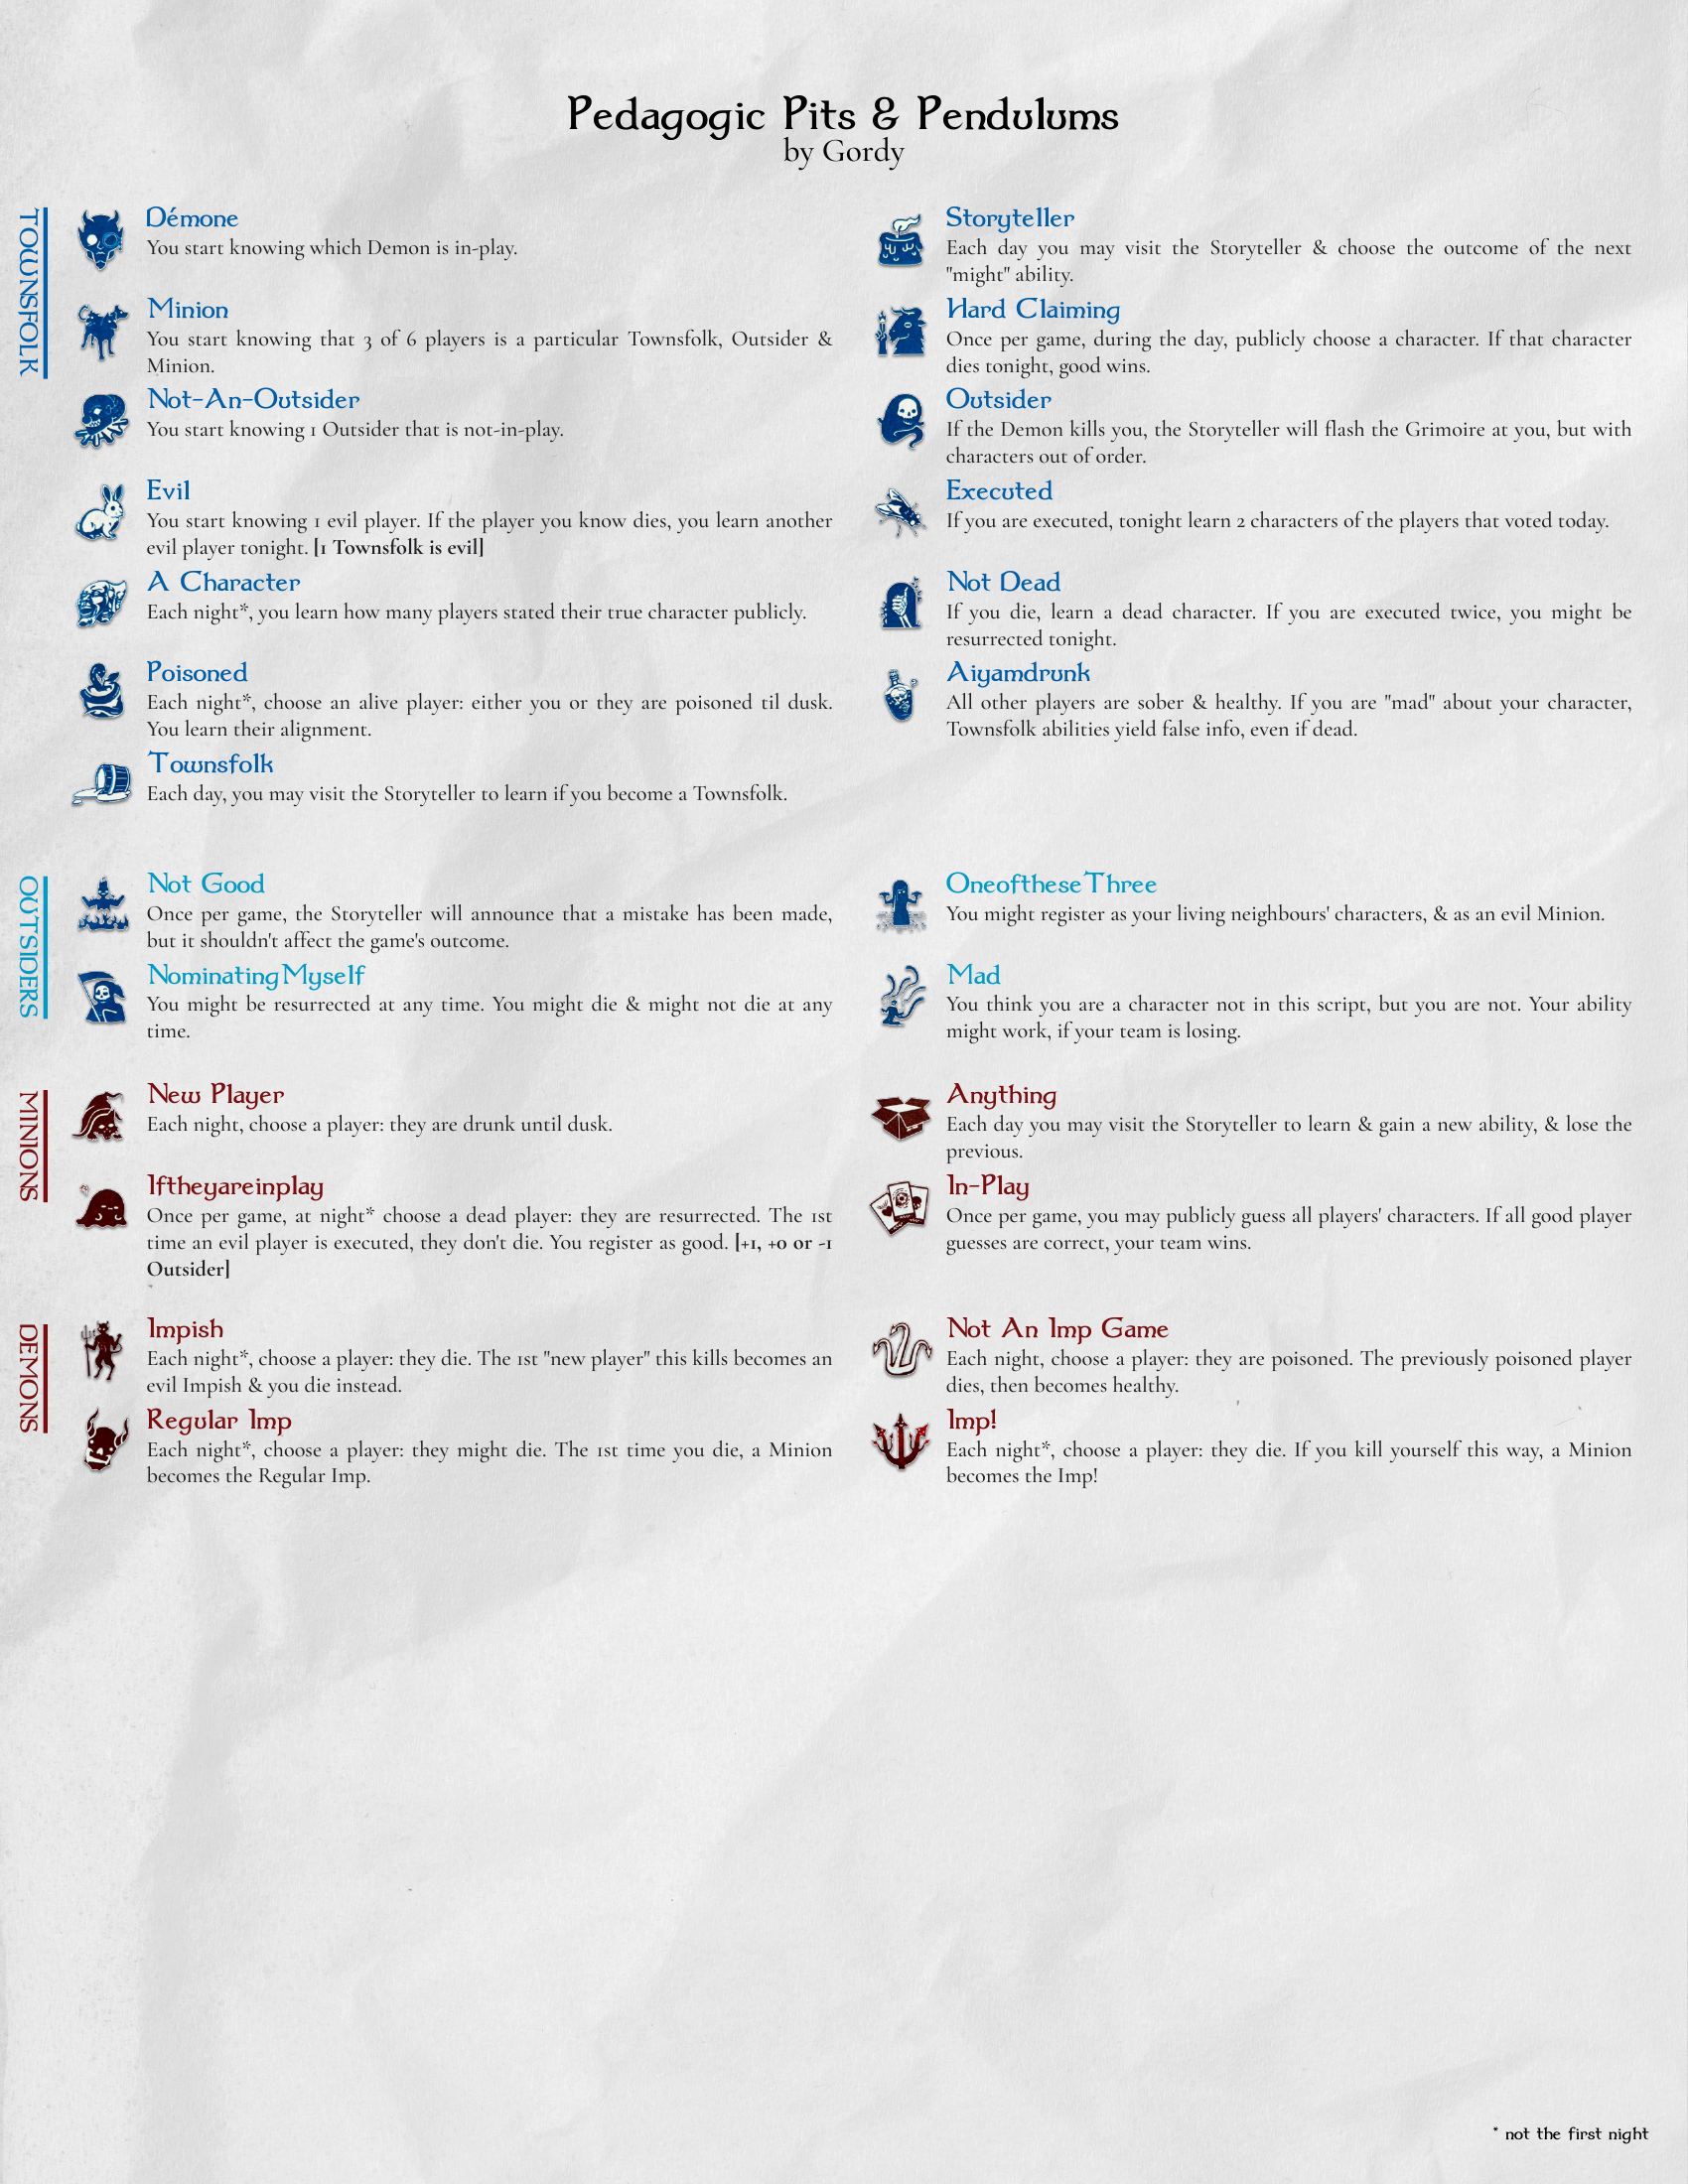 Pedagogic Pits & Pendulums
by Gordy
TOWNSFOLK
Démone
You start knowing which Demon is in-play.
Minion
You start knowing that 3 of 6 players is a particular Townsfolk, Outsider &
Minion.
Not-An-Outsider
You start knowing 1 Outsider that is not-in-play.
Evil
You start knowing 1 evil player. If the player you know dies, you learn another
evil player tonight. [1 Townsfolk is evil]
A Character
Each night*, you learn how many players stated their true character publicly.
Poisoned
Each night*, choose an alive player: either you or they are poisoned til dusk.
You learn their alignment.
Townsfolk
Each day, you may visit the Storyteller to learn if you become a Townsfolk.
Storyteller
Each day you may visit the Storyteller & choose the outcome of the next
"might" ability.
Hard Claiming
Once per game, during the day, publicly choose a character. If that character
dies tonight, good wins.
Outsider
If the Demon kills you, the Storyteller will flash the Grimoire at you, but with
characters out of order.
Executed
If you are executed, tonight learn 2 characters of the players that voted today.
Not Dead
If you die, learn a dead character. If you are executed twice, you might be
resurrected tonight.
Aiyamdrunk
All other players are sober & healthy. If you are "mad" about your character,
Townsfolk abilities yield false info, even if dead.
OUTSIDERS
Not Good
Once per game, the Storyteller will announce that a mistake has been made,
but it shouldn't affect the game's outcome.
NominatingMyself
You might be resurrected at any time. You might die & might not die at any
time.
OneoftheseThree
You might register as your living neighbours' characters, & as an evil Minion.
Mad
You think you are a character not in this script, but you are not. Your ability
might work, if your team is losing.
MINIONS
New Player
Each night, choose a player: they are drunk until dusk.
Iftheyareinplay
Once per game, at night* choose a dead player: they are resurrected. The 1st
time an evil player is executed, they don't die. You register as good. [+1, +0 or -1
Outsider]
Anything
Each day you may visit the Storyteller to learn & gain a new ability, & lose the
previous.
In-Play
Once per game, you may publicly guess all players' characters. If all good player
guesses are correct, your team wins.
DEMONS
Impish
Each night*, choose a player: they die. The 1st "new player" this kills becomes an
evil Impish & you die instead.
Regular Imp
Each night*, choose a player: they might die. The 1st time you die, a Minion
becomes the Regular Imp.
Not An Imp Game
Each night, choose a player: they are poisoned. The previously poisoned player
dies, then becomes healthy.
Imp!
Each night*, choose a player: they die. If you kill yourself this way, a Minion
becomes the Imp!
* not the first night